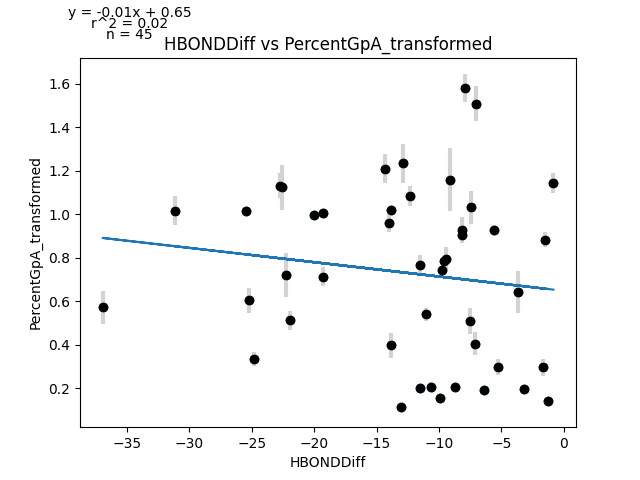 y = -0.01x + 0.65
r^2 = 0.02
n = 45
HBONDDiff vs PercentGpA_transformed
1.6
1.4
1.2
1.0
0.8
0.6
0.4
0.2
PercentGpA_transformed
−35
−30
−25
−20
−15
−10
−5
0
HBONDDiff